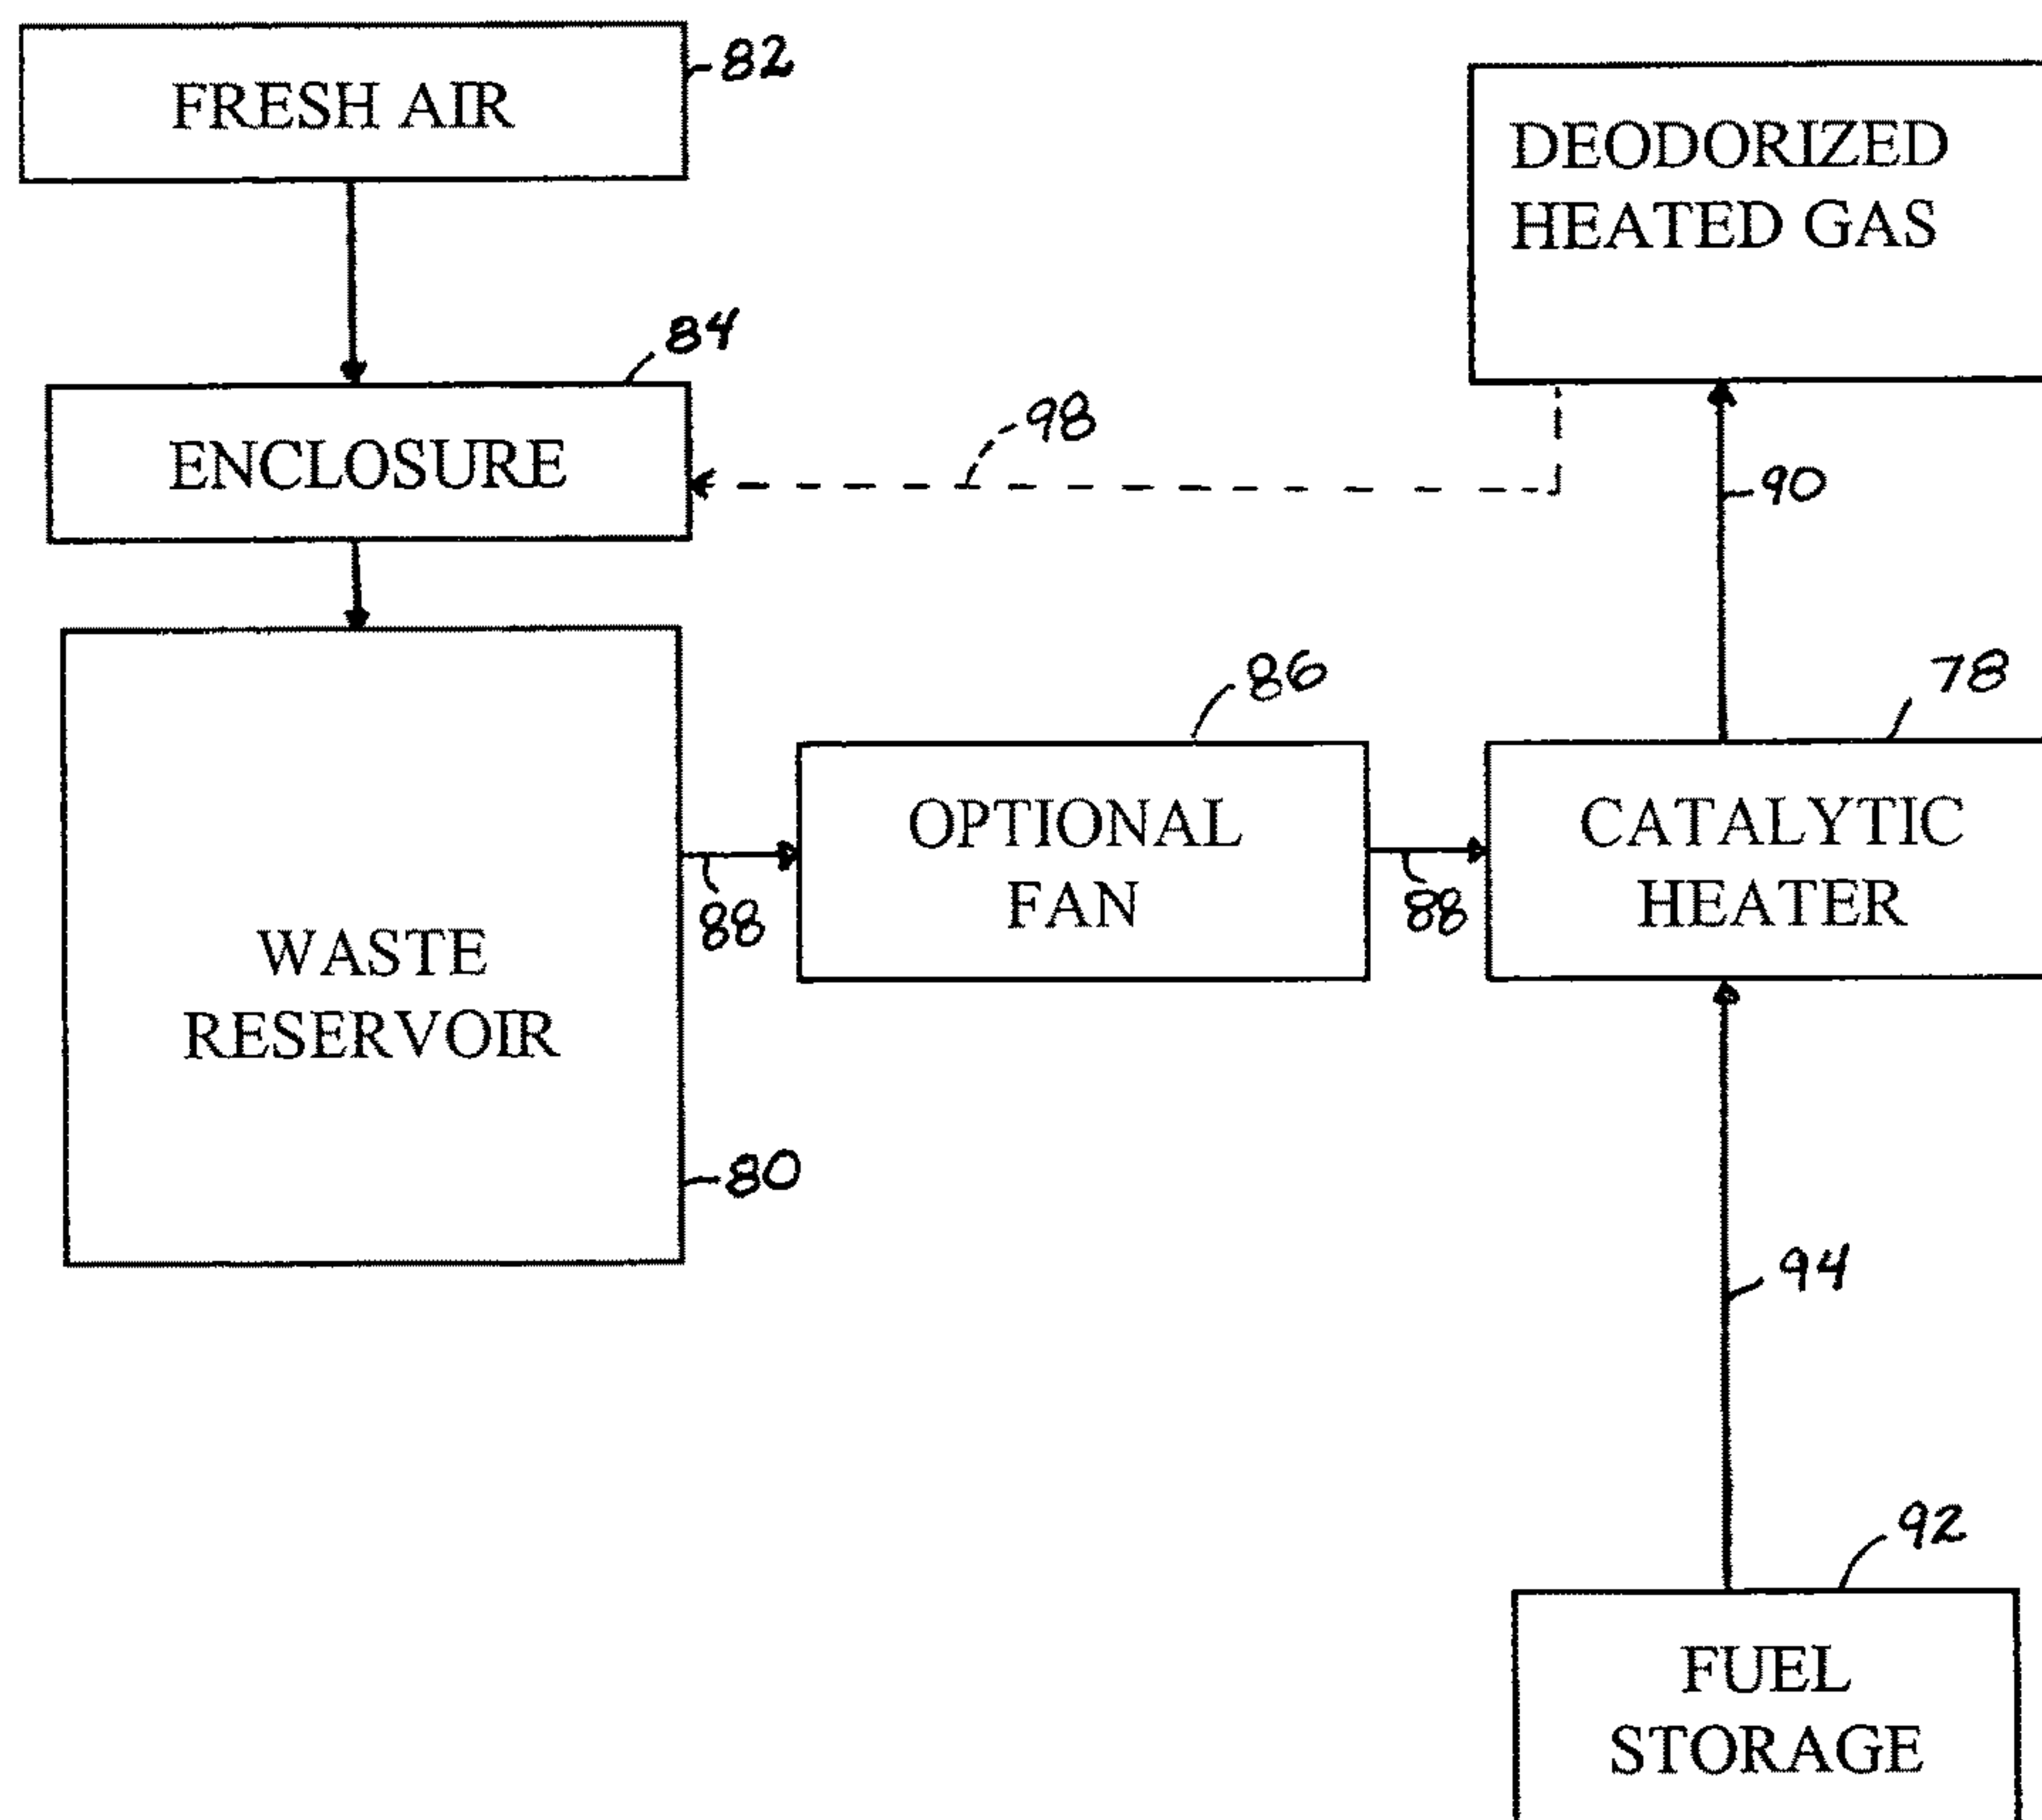 FRESH AIR
82
DEODORIZED
HEATED GAS
84
ENCLOSURE
98
90
86
78
OPTIONAL
FAN
CATALYTIC
HEATER
88
88
WASTE
RESERVOIR
80
94
92
FUEL
STORAGE